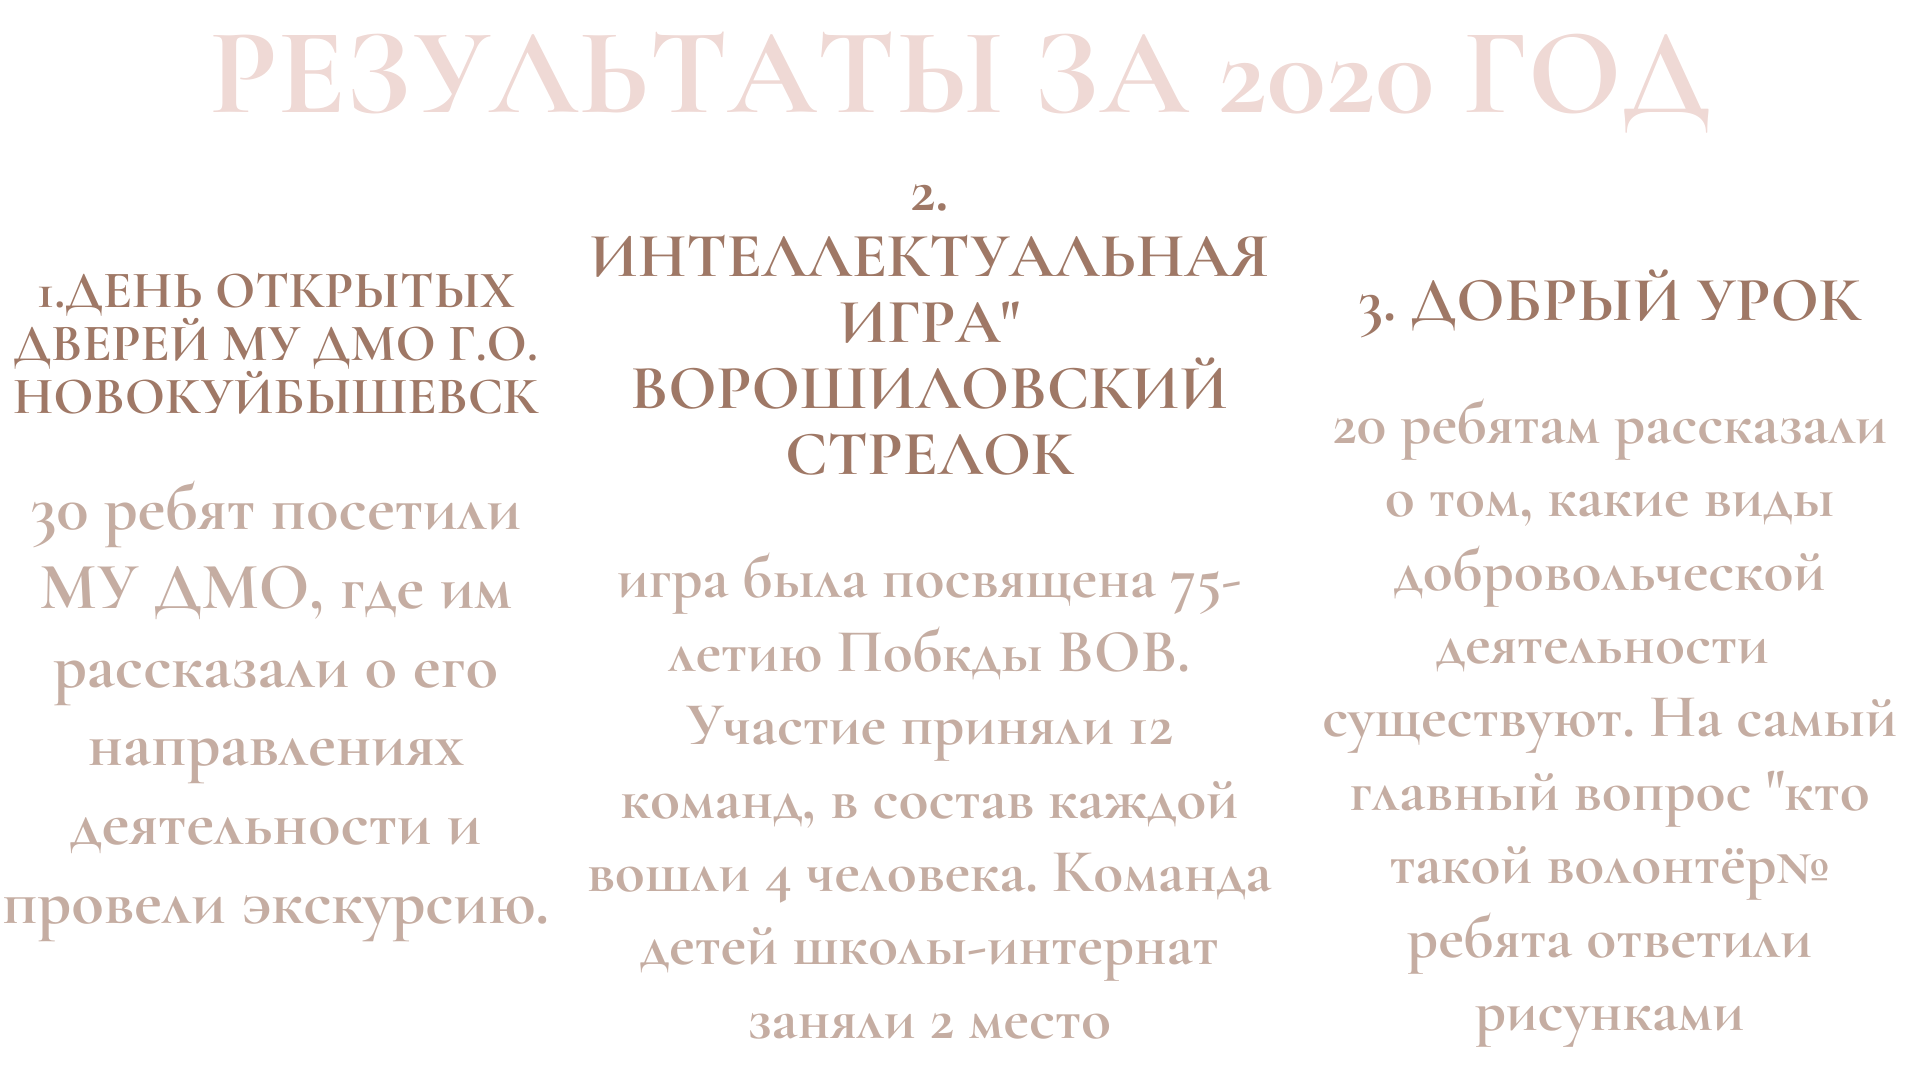 РЕЗУЛЬТАТЫ ЗА 2020 ГОД
1.ДЕНЬ ОТКРЫТЫХ
ДВЕРЕЙ МУ ДМО Г.О.
НОВОКУЙБЫШЕВСК
30 ребят посетили
МУ ДМО, где им
рассказали о его
направлениях
деятельности и
провели экскурсию.
2.
ИНТЕЛЛЕКТУАЛЬНАЯ
ИГРА"
ВОРОШИЛОВСКИЙ
СТРЕЛОК
игра была посвящена 75-
летию Побкды ВОВ.
Участие приняли 12
команд, в состав каждой
вошли 4 человека. Команда
детей школы-интернат
заняли 2 место
3. ДОБРЫЙ УРОК
20 ребятам рассказали
о том, какие виды
добровольческой
деятельности
существуют. На самый
главный вопрос "кто
такой волонтёр№
ребята ответили
рисунками